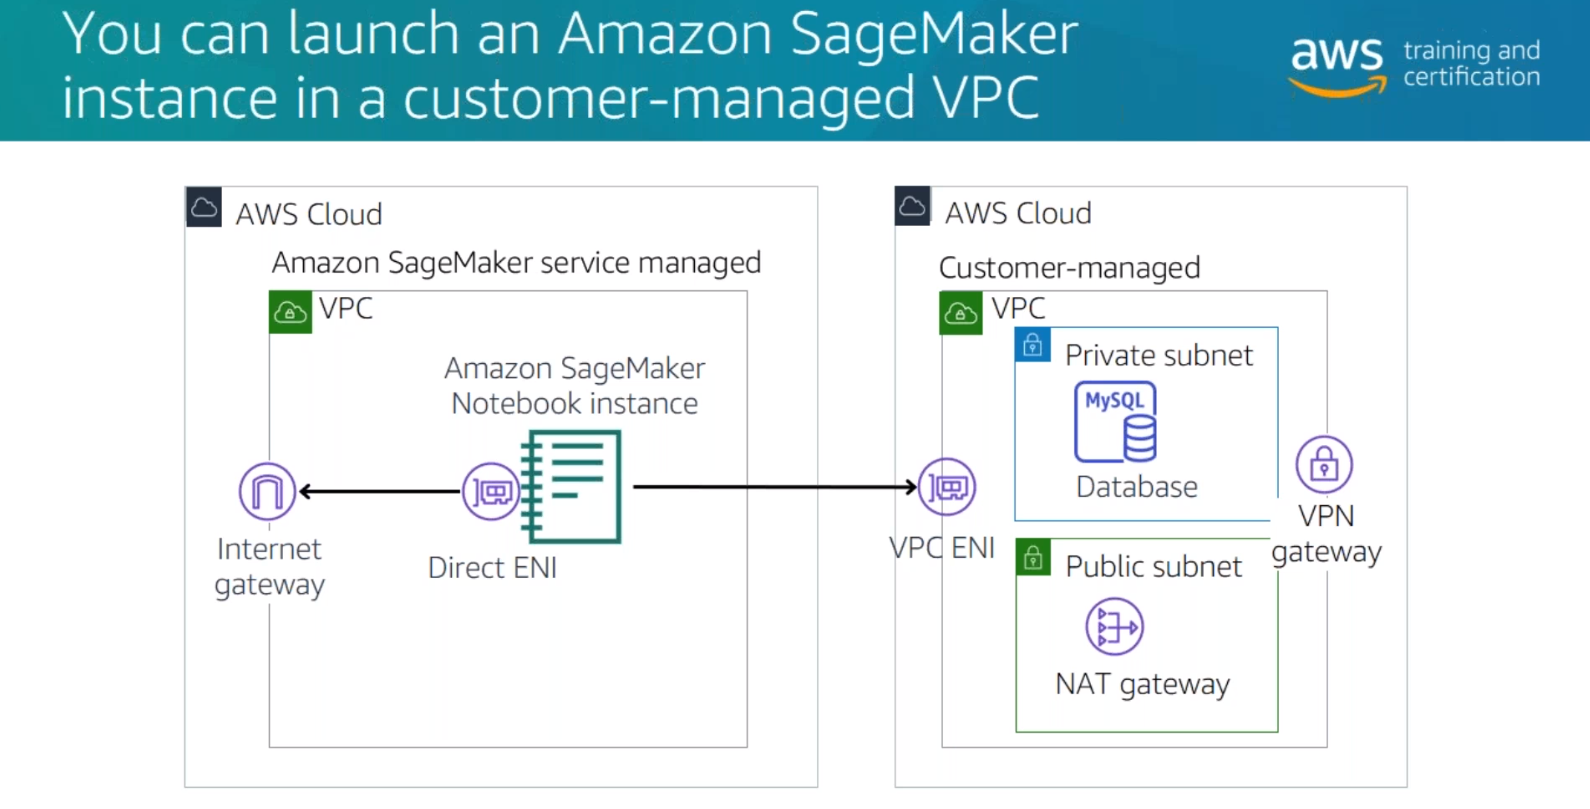 You can launch an Amazon SageMaker
instance in a customer-managed VPC
aws
training and
certification
AWS Cloud
Amazon SageMaker service managed
VPC
Amazon SageMaker
Notebook instance
Internet
gateway
Direct ENI
AWS Cloud
Customer-managed
VPC
Private subnet
MySQL
Database
VPC ENI
VPN
gateway
Public subnet
NAT gateway